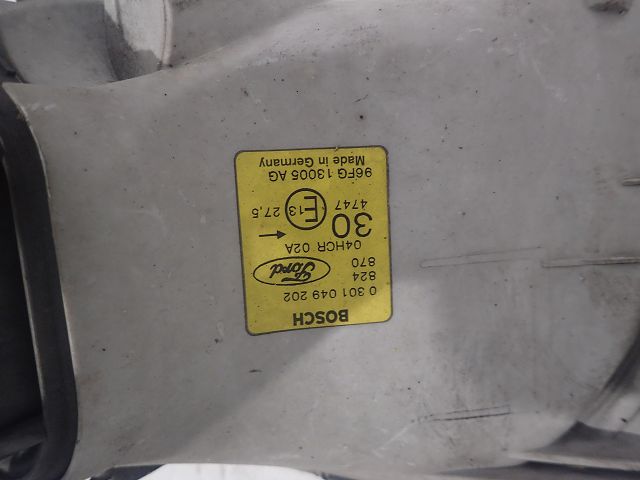 BOSCH
0 301 049 202
824
870
Ford
04HCR 02A
30
4747
E13 27,5
96FG 13005 AG
Made in Germany